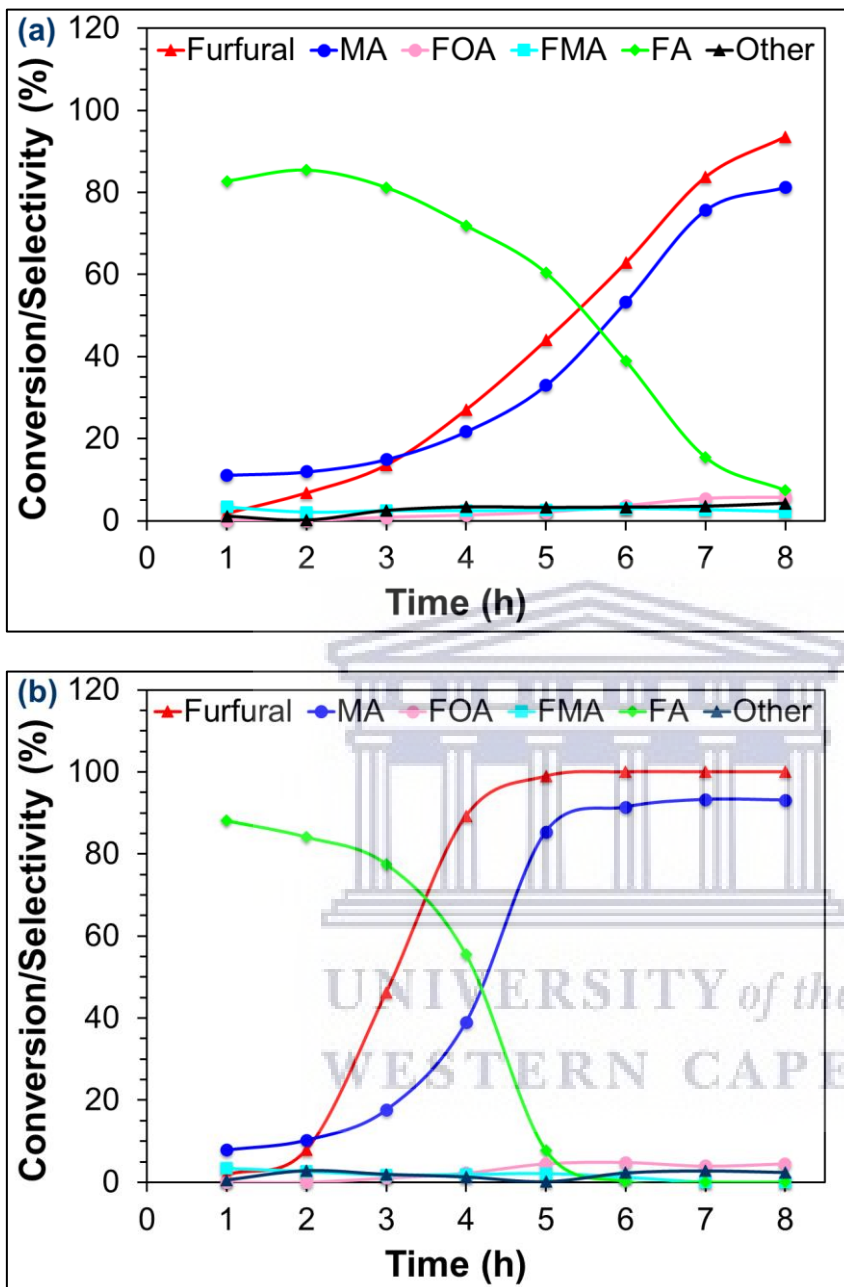 (a)
120
Furfural MA FOA FMA FA Other
100
80
60
40
20
0
Conversion/Selectivity (%)
0 1 2 3 4 5 6 7 8
Time (h)
(b)
120
Furfural MA FOA FMA FA Other
100
80
60
40
20
0
Conversion/Selectivity (%)
0 1 2 3 4 5 6 7 8
Time (h)
UNIVERSITY of the
WESTERN CAPE